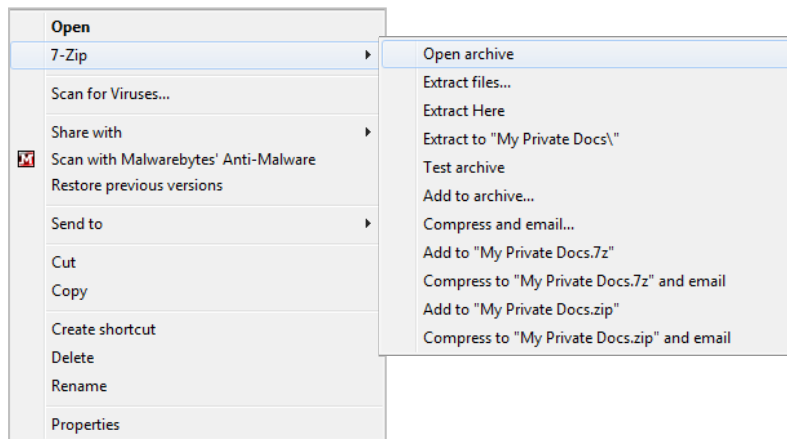 Open
7-Zip
Scan for Viruses...
Share with
Scan with Malwarebytes' Anti-Malware
Restore previous versions
Send to
Cut
Copy
Create shortcut
Delete
Rename
Properties
Open archive
Extract files...
Extract Here
Extract to "My Private Docs\"
Test archive
Add to archive...
Compress and email...
Add to "My Private Docs.7z"
Compress to "My Private Docs.7z" and email
Add to "My Private Docs.zip"
Compress to "My Private Docs.zip" and email